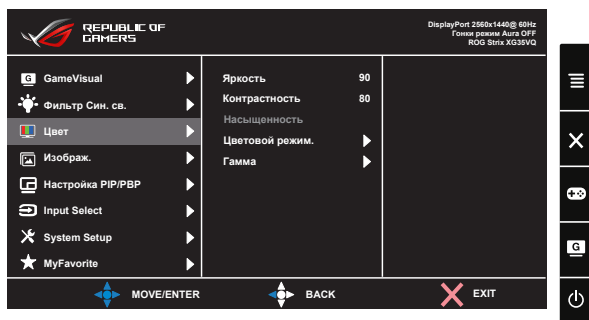 REPUBLIC OF
GAMERS
DisplayPort 2560x1440@ 60Hz
Гонки режим Aura OFF
ROG Strix XG35VQ
G GameVisual
Фильтр Син. св.
Цвет
Изображ.
Настройка PIP/PBP
Input Select
System Setup
MyFavorite
Яркость 90
Контрастность 80
Насыщенность
Цветовой режим.
Гамма
MOVE/ENTER
BACK
EXIT
G